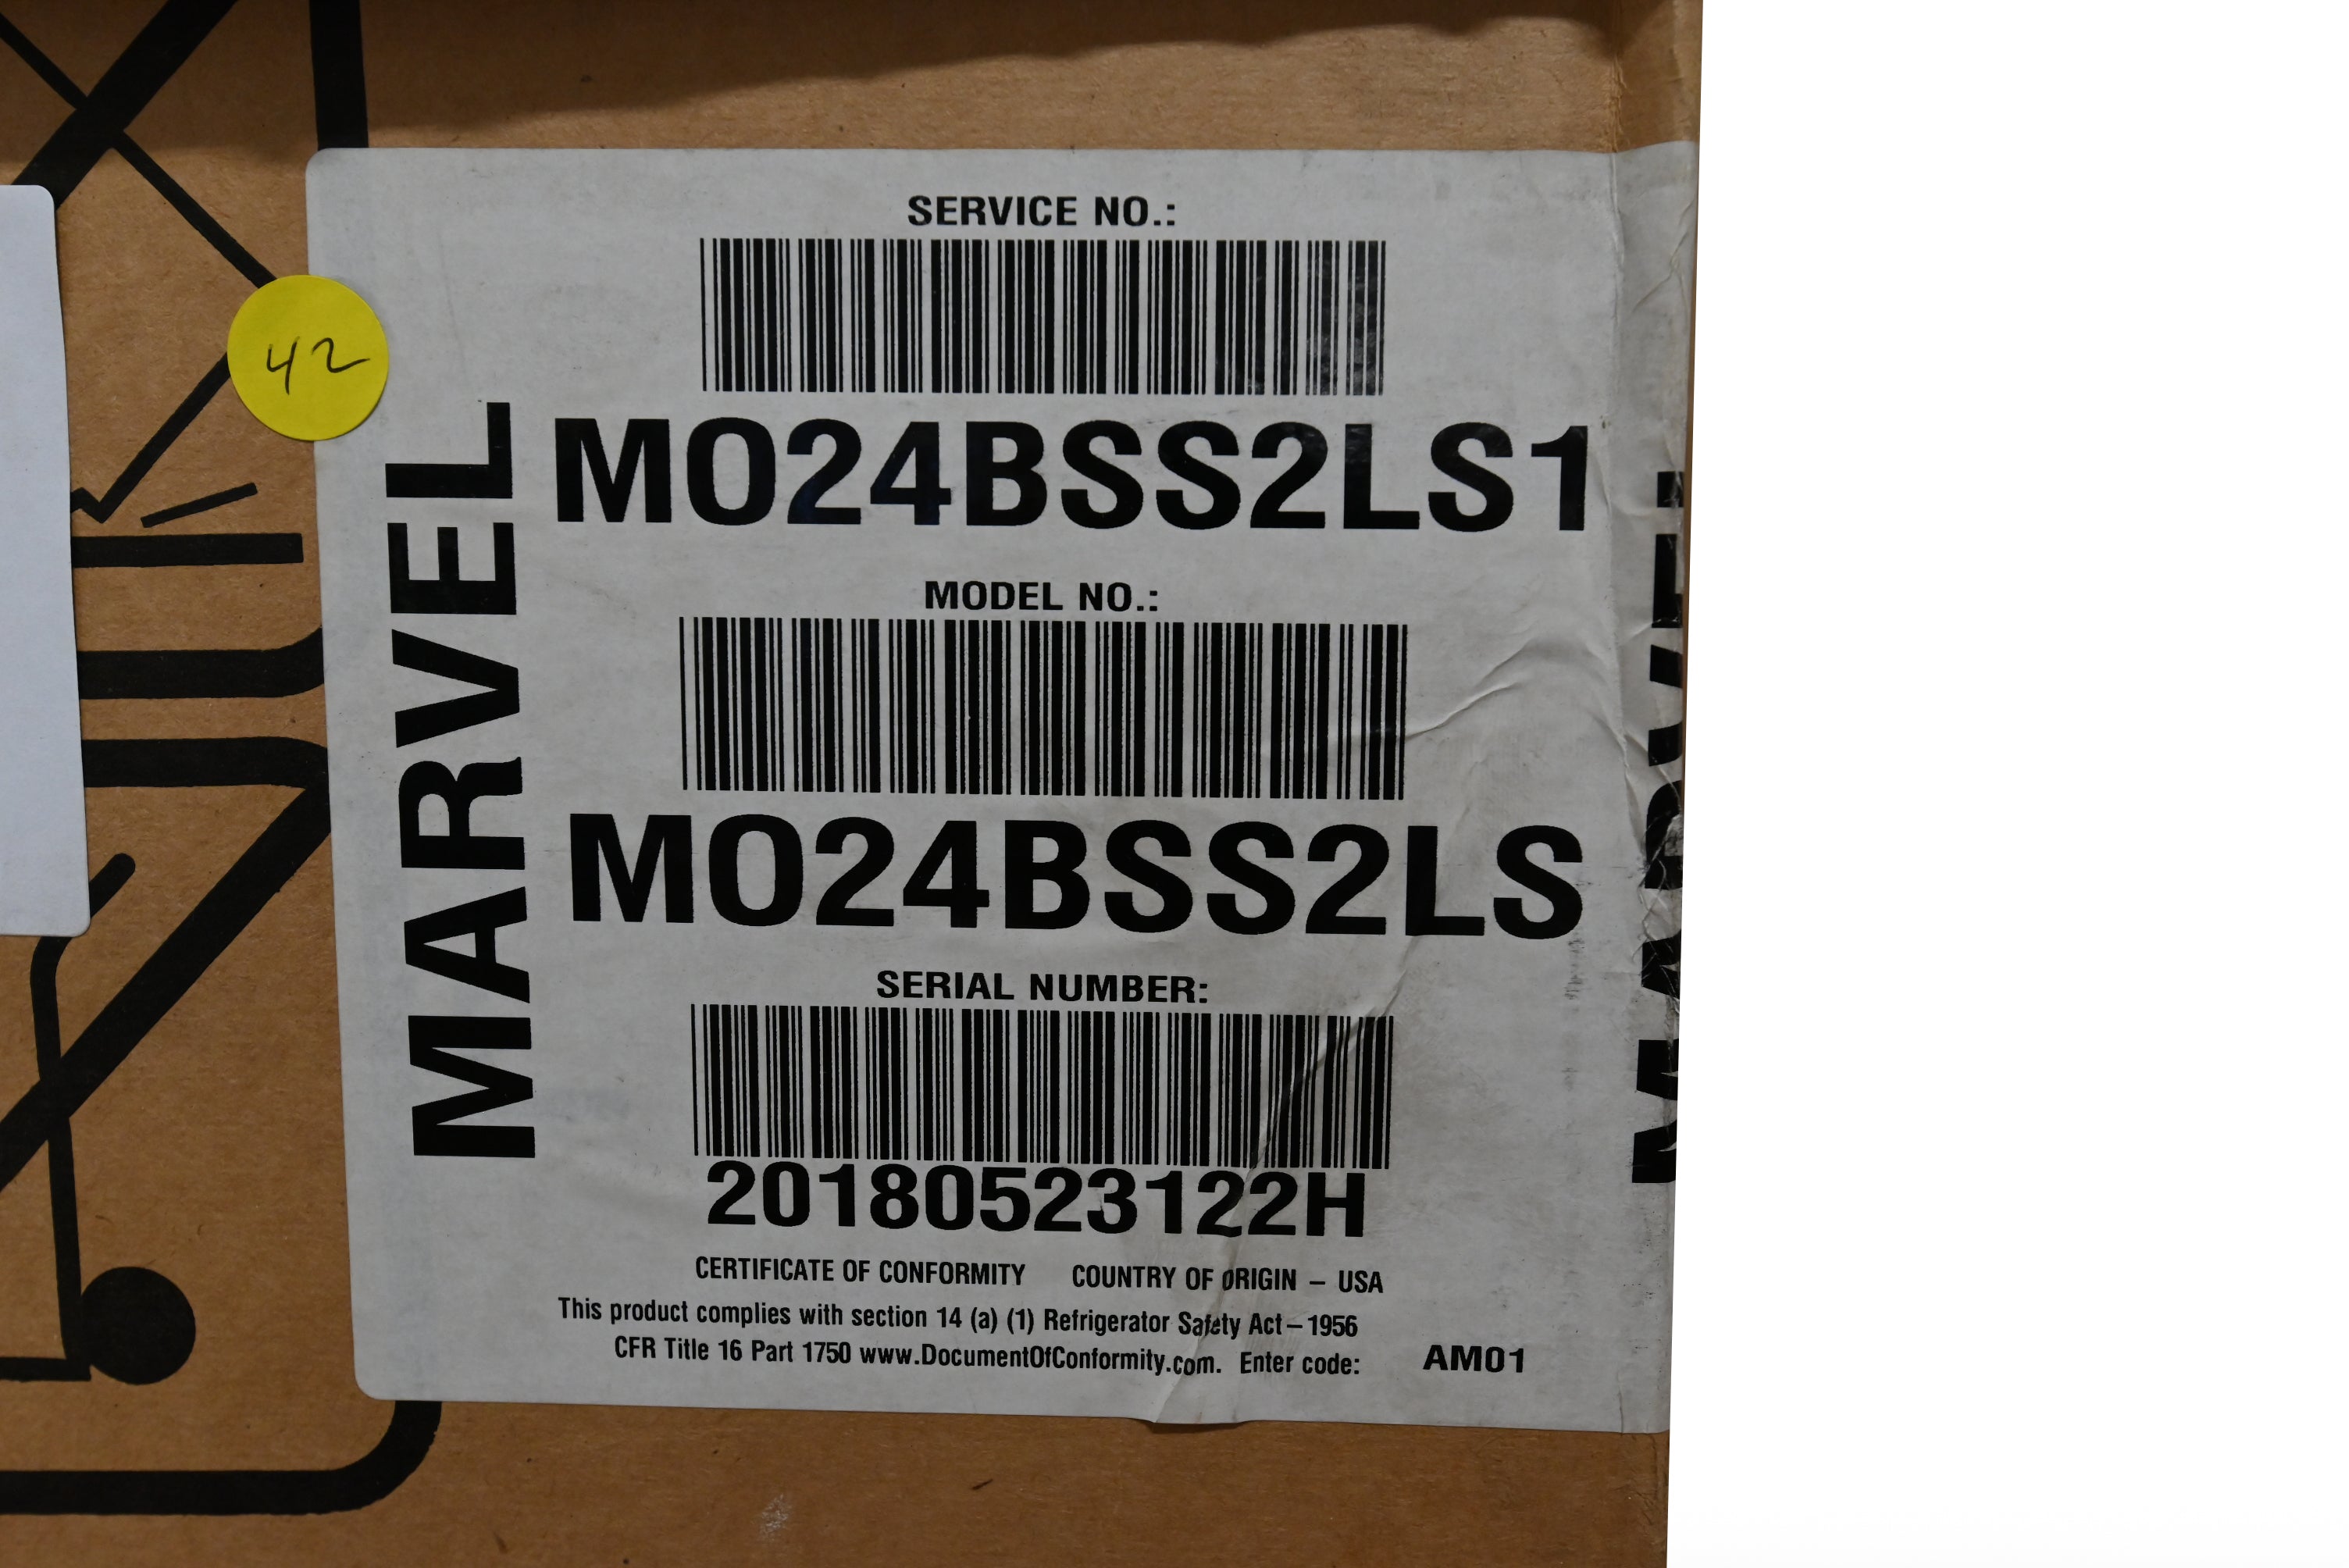 SERVICE NO.:
42
MO24BSS2LS1
MARVEL
MODEL NO.:
MO24BSS2LS
SERIAL NUMBER:
20180523122H
CERTIFICATE OF CONFORMITY COUNTRY OF ORIGIN – USA
This product complies with section 14 (a) (1) Refrigerator Safety Act – 1956
CFR Title 16 Part 1750 www.DocumentOfConformity.com. Enter code: AM01
MARVEL